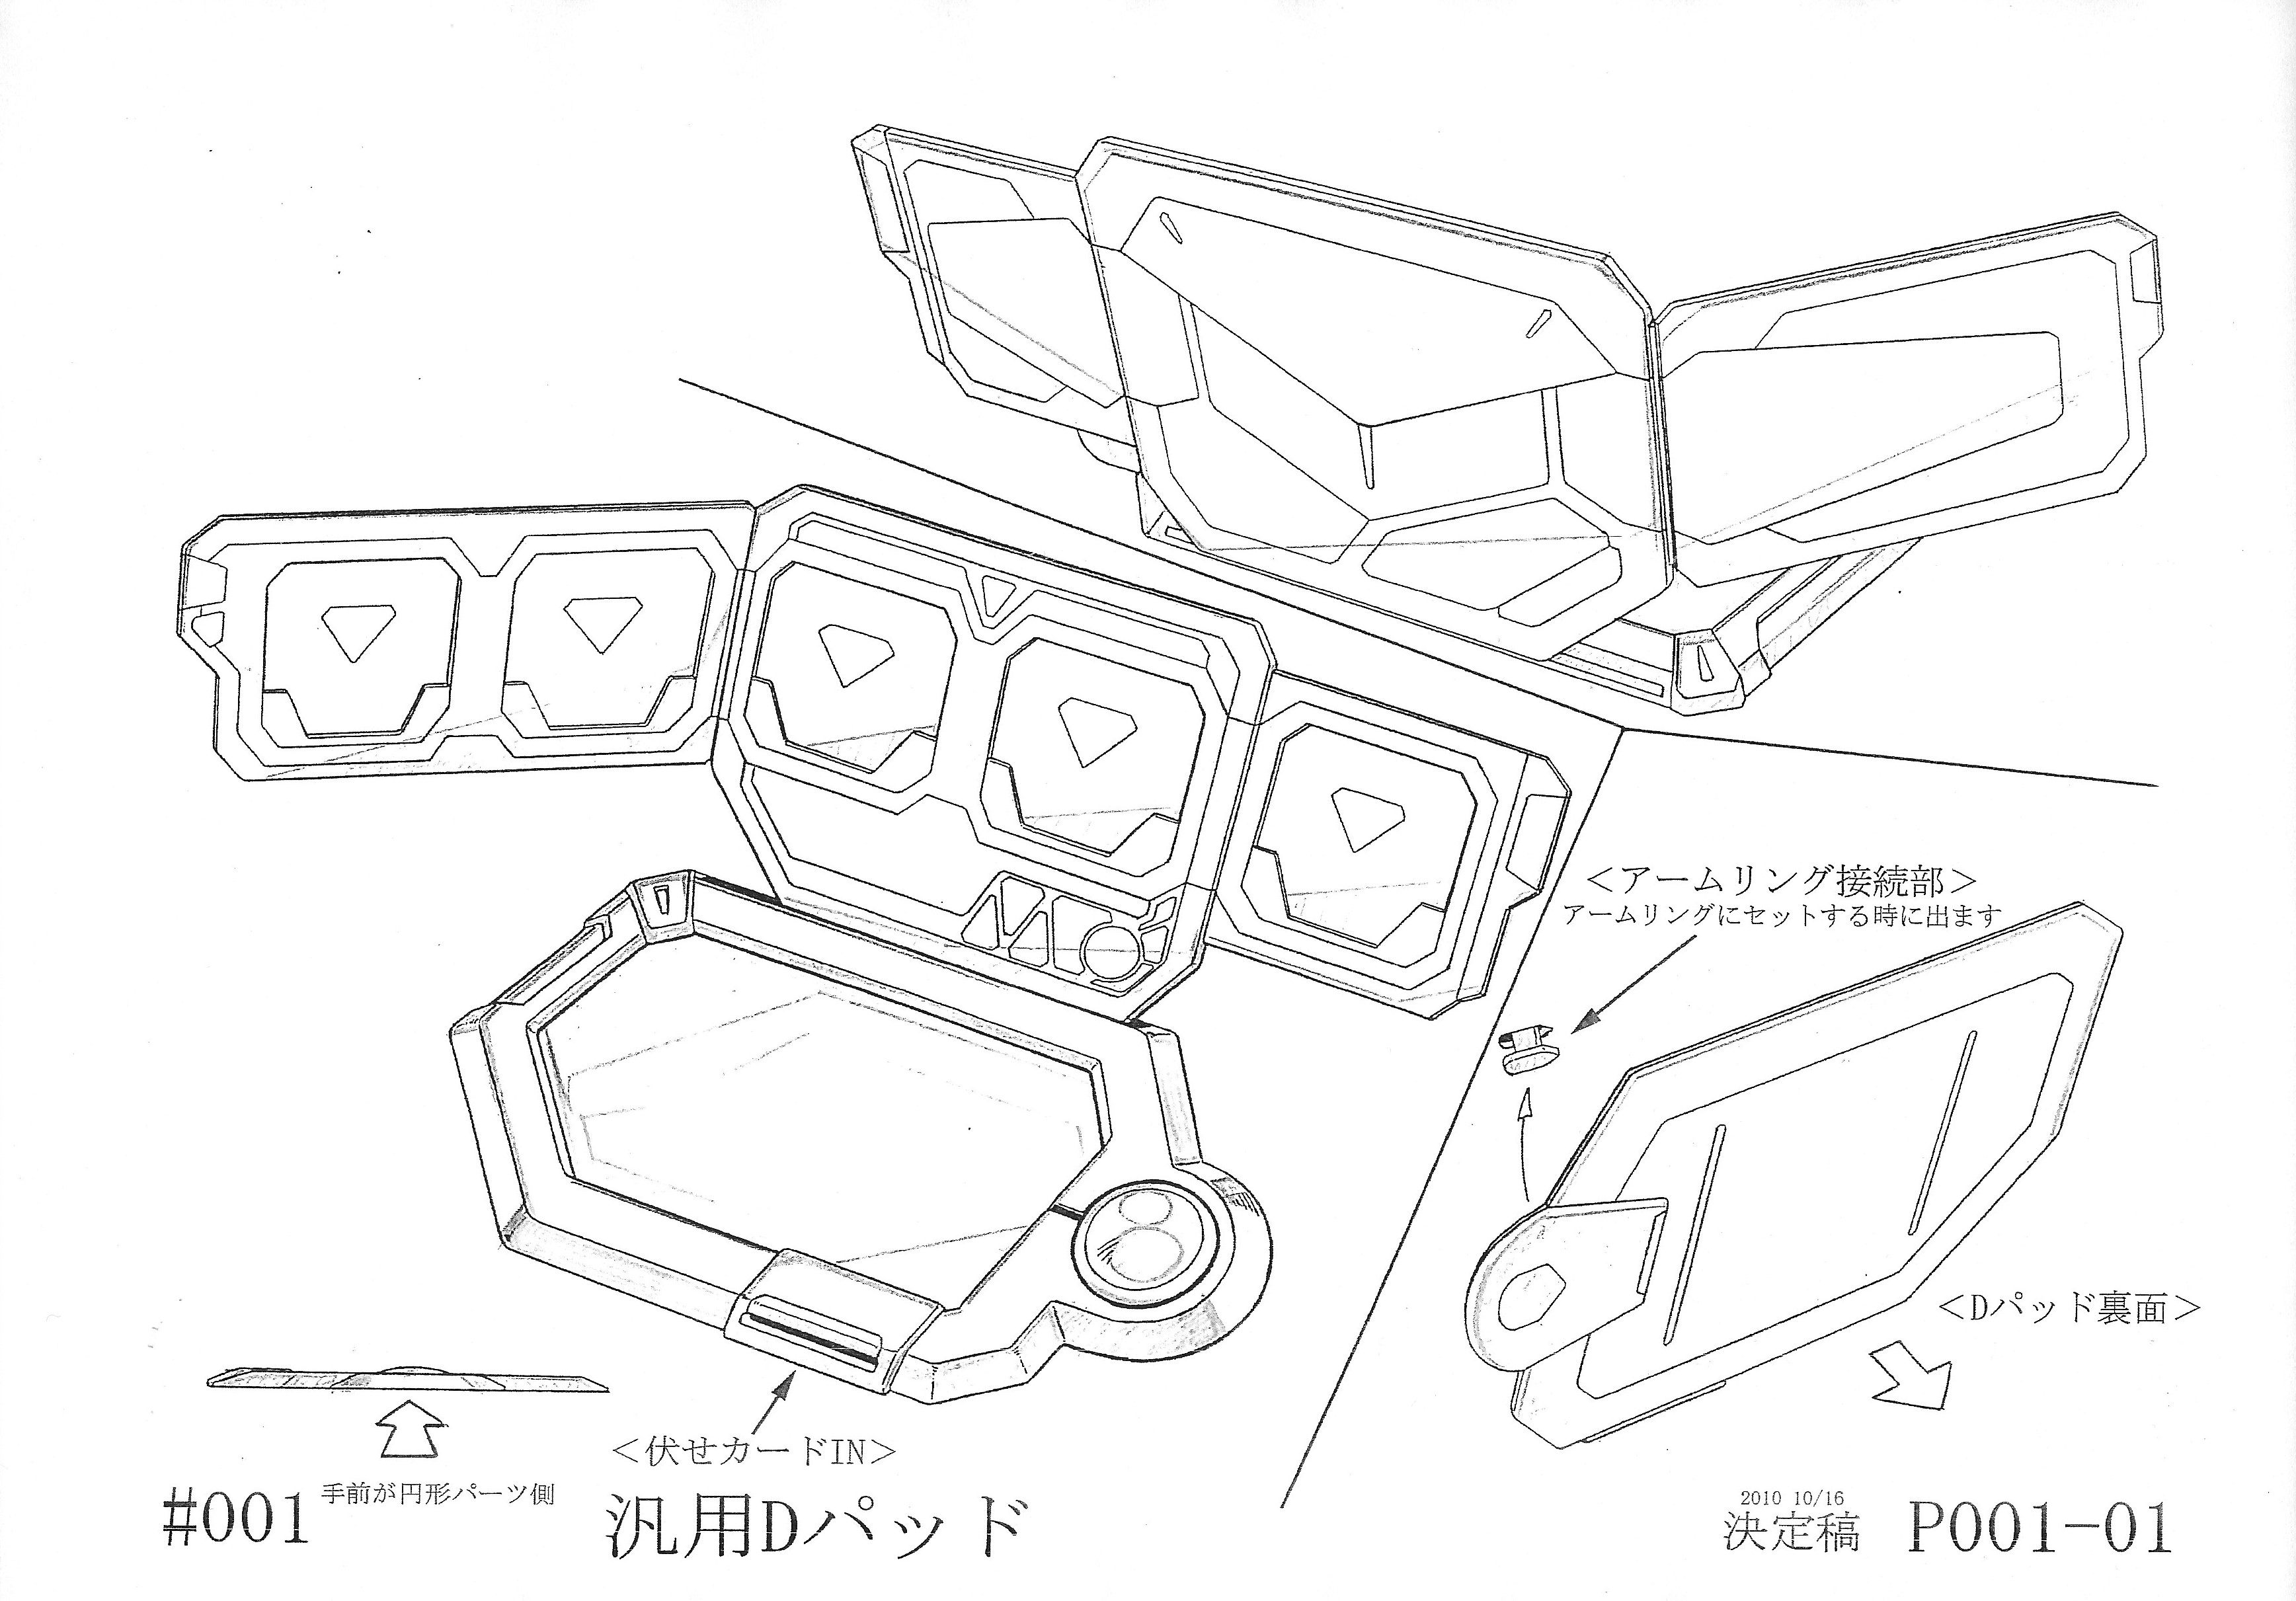 <アームリング接続部>
アームリングにセットする時に出ます
<Dパッド裏面>
<伏せカードIN>
手前が円形パーツ側
#001
汎用Dパッド
2010 10/16
決定稿
P001-01